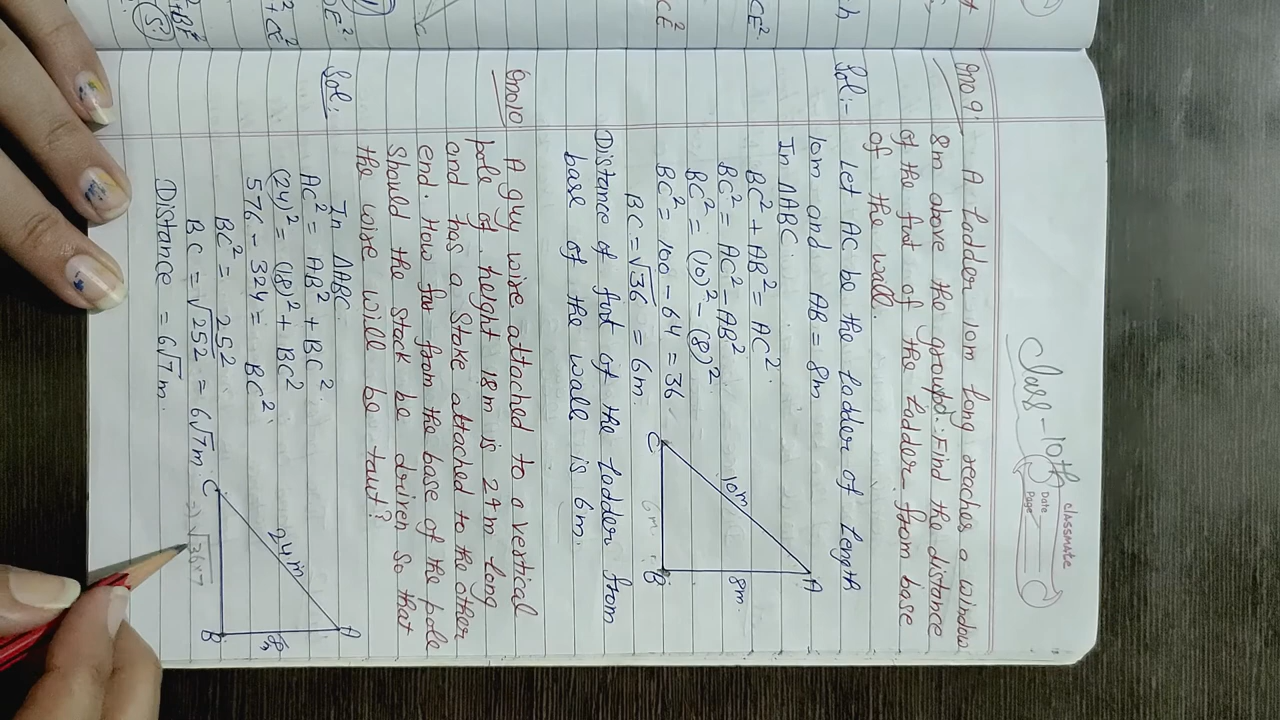 Class - 10th
classmate
Date
Page
Qno 9: A ladder 10m long reaches a window
8m above the ground. Find the distance
of the foot of the ladder from base
of the wall.
Sol:- Let AC be the ladder of length
10m and AB = 8m
In ΔABC.
BC² + AB² = AC²
BC² = AC² - AB²
BC² = (10)² - (8)²
BC² = 100 - 64 = 36
BC = √36 = 6m.
A
10m
8m.
C
6m
B
Distance of foot of the ladder from
base of the wall is 6m.
Qno10 A guy wire attached to a vertical
pole of height 18m is 24m long
and has a stake attached to the other
end. How far from the base of the pole
should the stack be driven so that
the wire will be taut?
Sol: In ΔABC.
AC² = AB² + BC².
(24)² = (18)² + BC²
576 - 324 = BC²
BC² = 252
BC = √252 = 6√7m. => √36×7
A
24m
C
B
Distance = 6√7m.